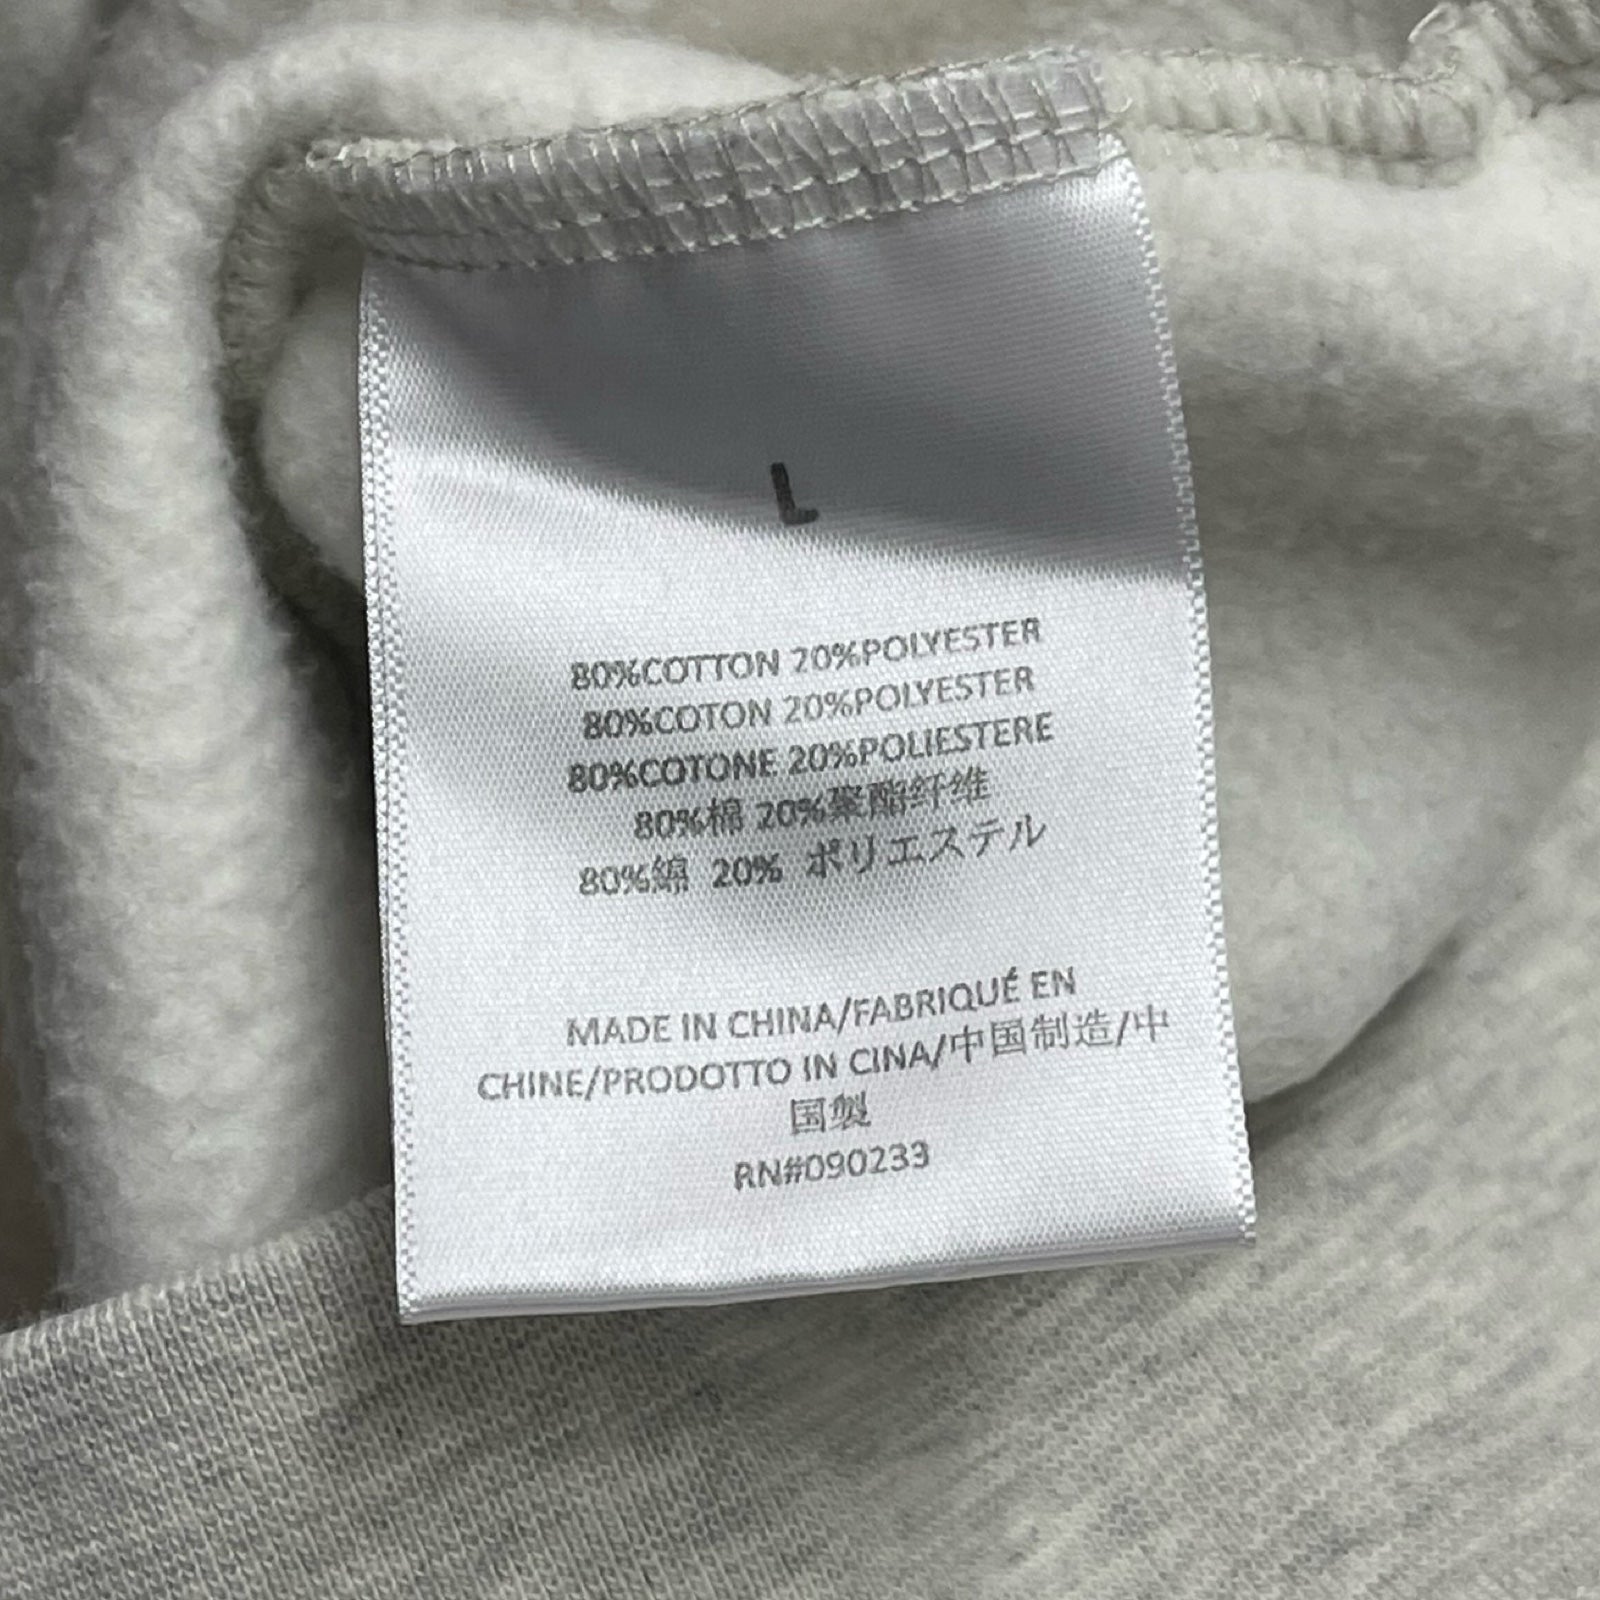 L
80%COTTON 20%POLYESTER
80%COTON 20%POLYESTER
80%COTONE 20%POLIESTERE
80%棉 20%聚酯纤维
80%綿 20% ポリエステル
MADE IN CHINA/FABRIQUÉ EN
CHINE/PRODOTTO IN CINA/中国制造/中
国製
RN#090233